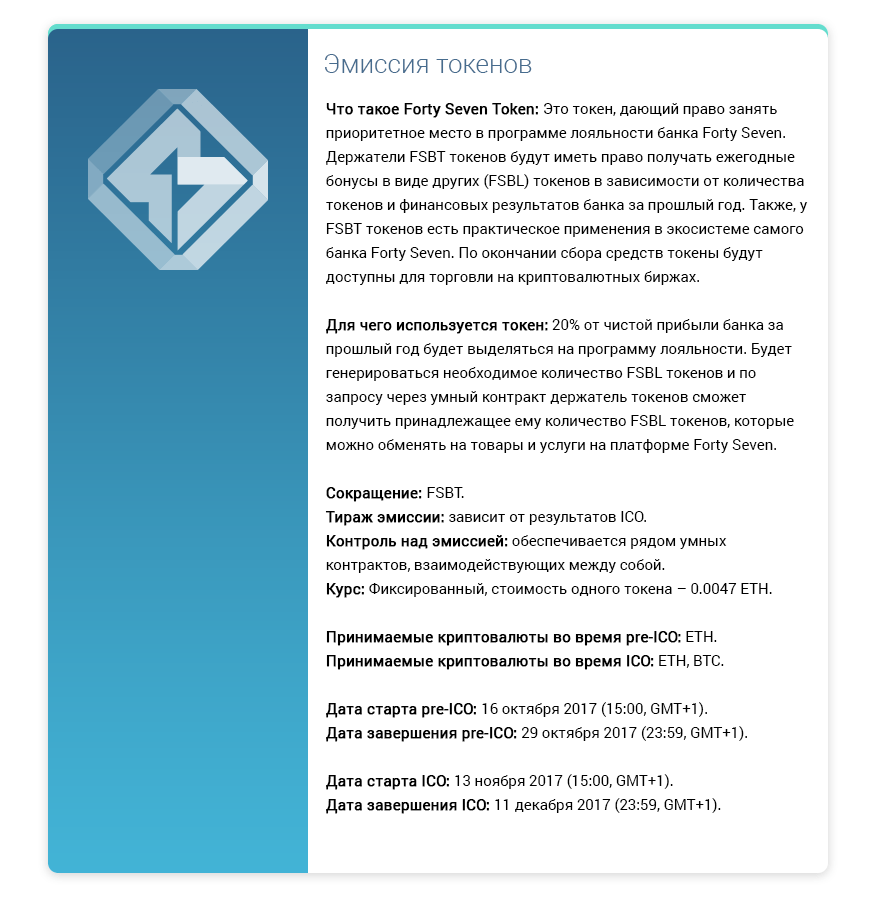 Эмиссия токенов
Что такое Forty Seven Token: Это токен, дающий право занять
приоритетное место в программе лояльности банка Forty Seven.
Держатели FSBT токенов будут иметь право получать ежегодные
бонусы в виде других (FSBL) токенов в зависимости от количества
токенов и финансовых результатов банка за прошлый год. Также, у
FSBT токенов есть практическое применения в экосистеме самого
банка Forty Seven. По окончании сбора средств токены будут
доступны для торговли на криптовалютных биржах.
Для чего используется токен: 20% от чистой прибыли банка за
прошлый год будет выделяться на программу лояльности. Будет
генерироваться необходимое количество FSBL токенов и по
запросу через умный контракт держатель токенов сможет
получить принадлежащее ему количество FSBL токенов, которые
можно обменять на товары и услуги на платформе Forty Seven.
Сокращение: FSBT.
Тираж эмиссии: зависит от результатов ICO.
Контроль над эмиссией: обеспечивается рядом умных
контрактов, взаимодействующих между собой.
Курс: Фиксированный, стоимость одного токена – 0.0047 ETH.
Принимаемые криптовалюты во время pre-ICO: ETH.
Принимаемые криптовалюты во время ICO: ETH, BTC.
Дата старта pre-ICO: 16 октября 2017 (15:00, GMT+1).
Дата завершения pre-ICO: 29 октября 2017 (23:59, GMT+1).
Дата старта ICO: 13 ноября 2017 (15:00, GMT+1).
Дата завершения ICO: 11 декабря 2017 (23:59, GMT+1).